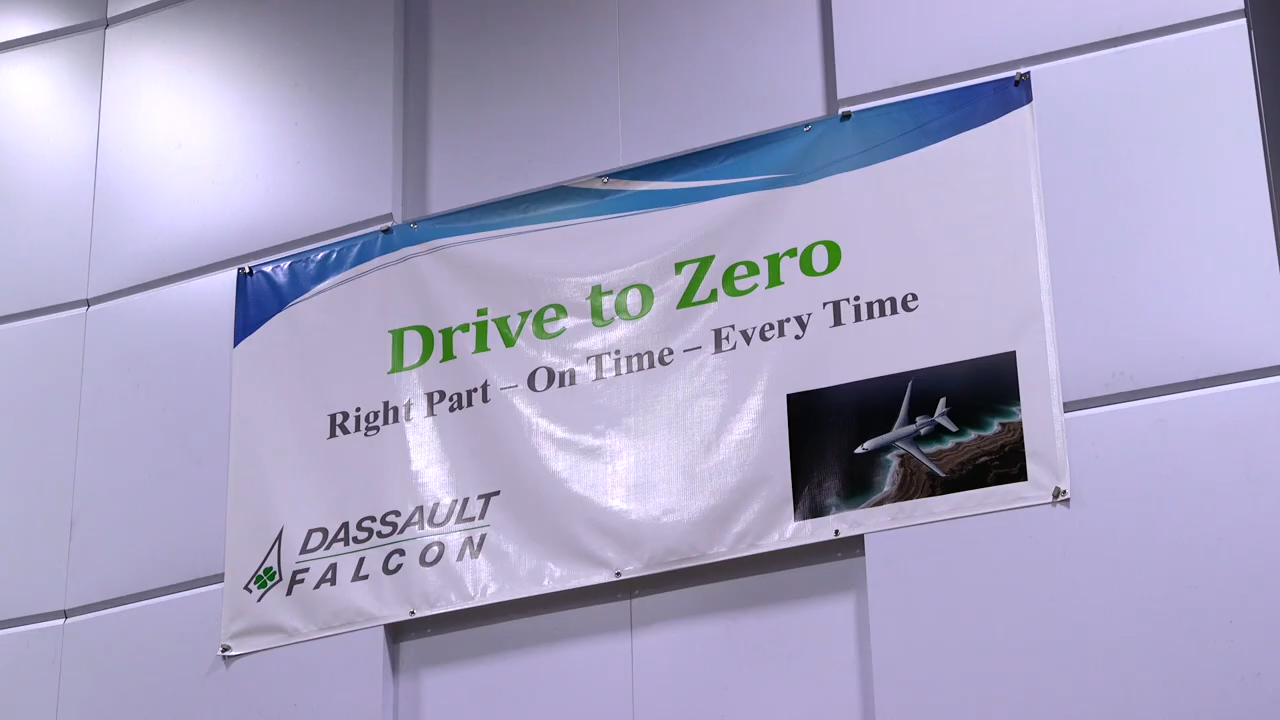 Drive to Zero
Right Part – On Time – Every Time
DASSAULT
FALCON